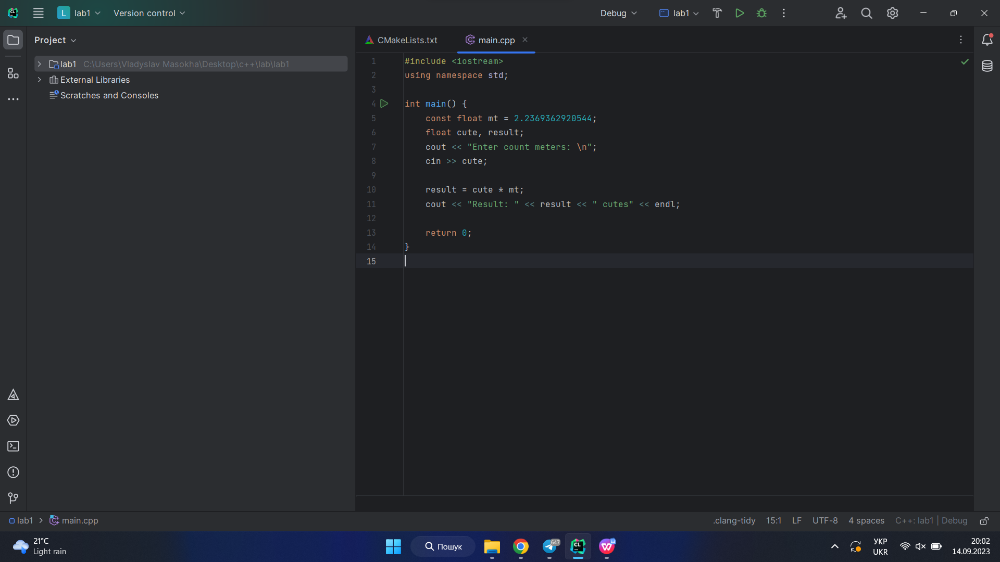 L lab1 Version control Debug lab1
Project
CMakeLists.txt main.cpp
lab1 C:\Users\Vladyslav Masokha\Desktop\c++\lab\lab1
External Libraries
Scratches and Consoles
1 #include <iostream>
2 using namespace std;
3
4 int main() {
5 const float mt = 2.2369362920544;
6 float cute, result;
7 cout << "Enter count meters: \n";
8 cin >> cute;
9
10 result = cute * mt;
11 cout << "Result: " << result << " cutes" << endl;
12
13 return 0;
14 }
15
lab1 > main.cpp
.clang-tidy 15:1 LF UTF-8 4 spaces C++: lab1 | Debug
21°C
Light rain
Пошук
647
CL
УКР
UKR
20:02
14.09.2023